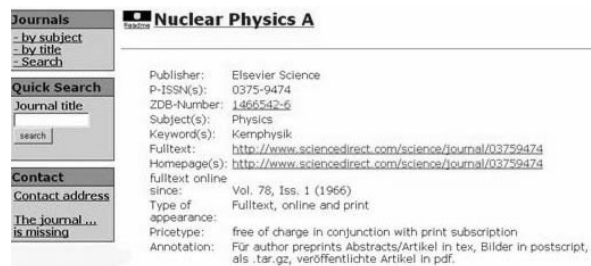 Journals
- by subject
- by title
- Search
Quick Search
Journal title
search
Contact
Contact address
The journal ...
is missing
Readme
Nuclear Physics A
Publisher: Elsevier Science
P-ISSN(s): 0375-9474
ZDB-Number: 1466542-6
Subject(s): Physics
Keyword(s): Kernphysik
Fulltext: http://www.sciencedirect.com/science/journal/03759474
Homepage(s): http://www.sciencedirect.com/science/journal/03759474
fulltext online
since: Vol. 78, Iss. 1 (1966)
Type of Fulltext, online and print
appearance:
Pricetype: free of charge in conjunction with print subscription
Annotation: Für author preprints Abstracts/Artikel in tex, Bilder in postscript,
als .tar.gz, veröffentlichte Artikel in pdf.